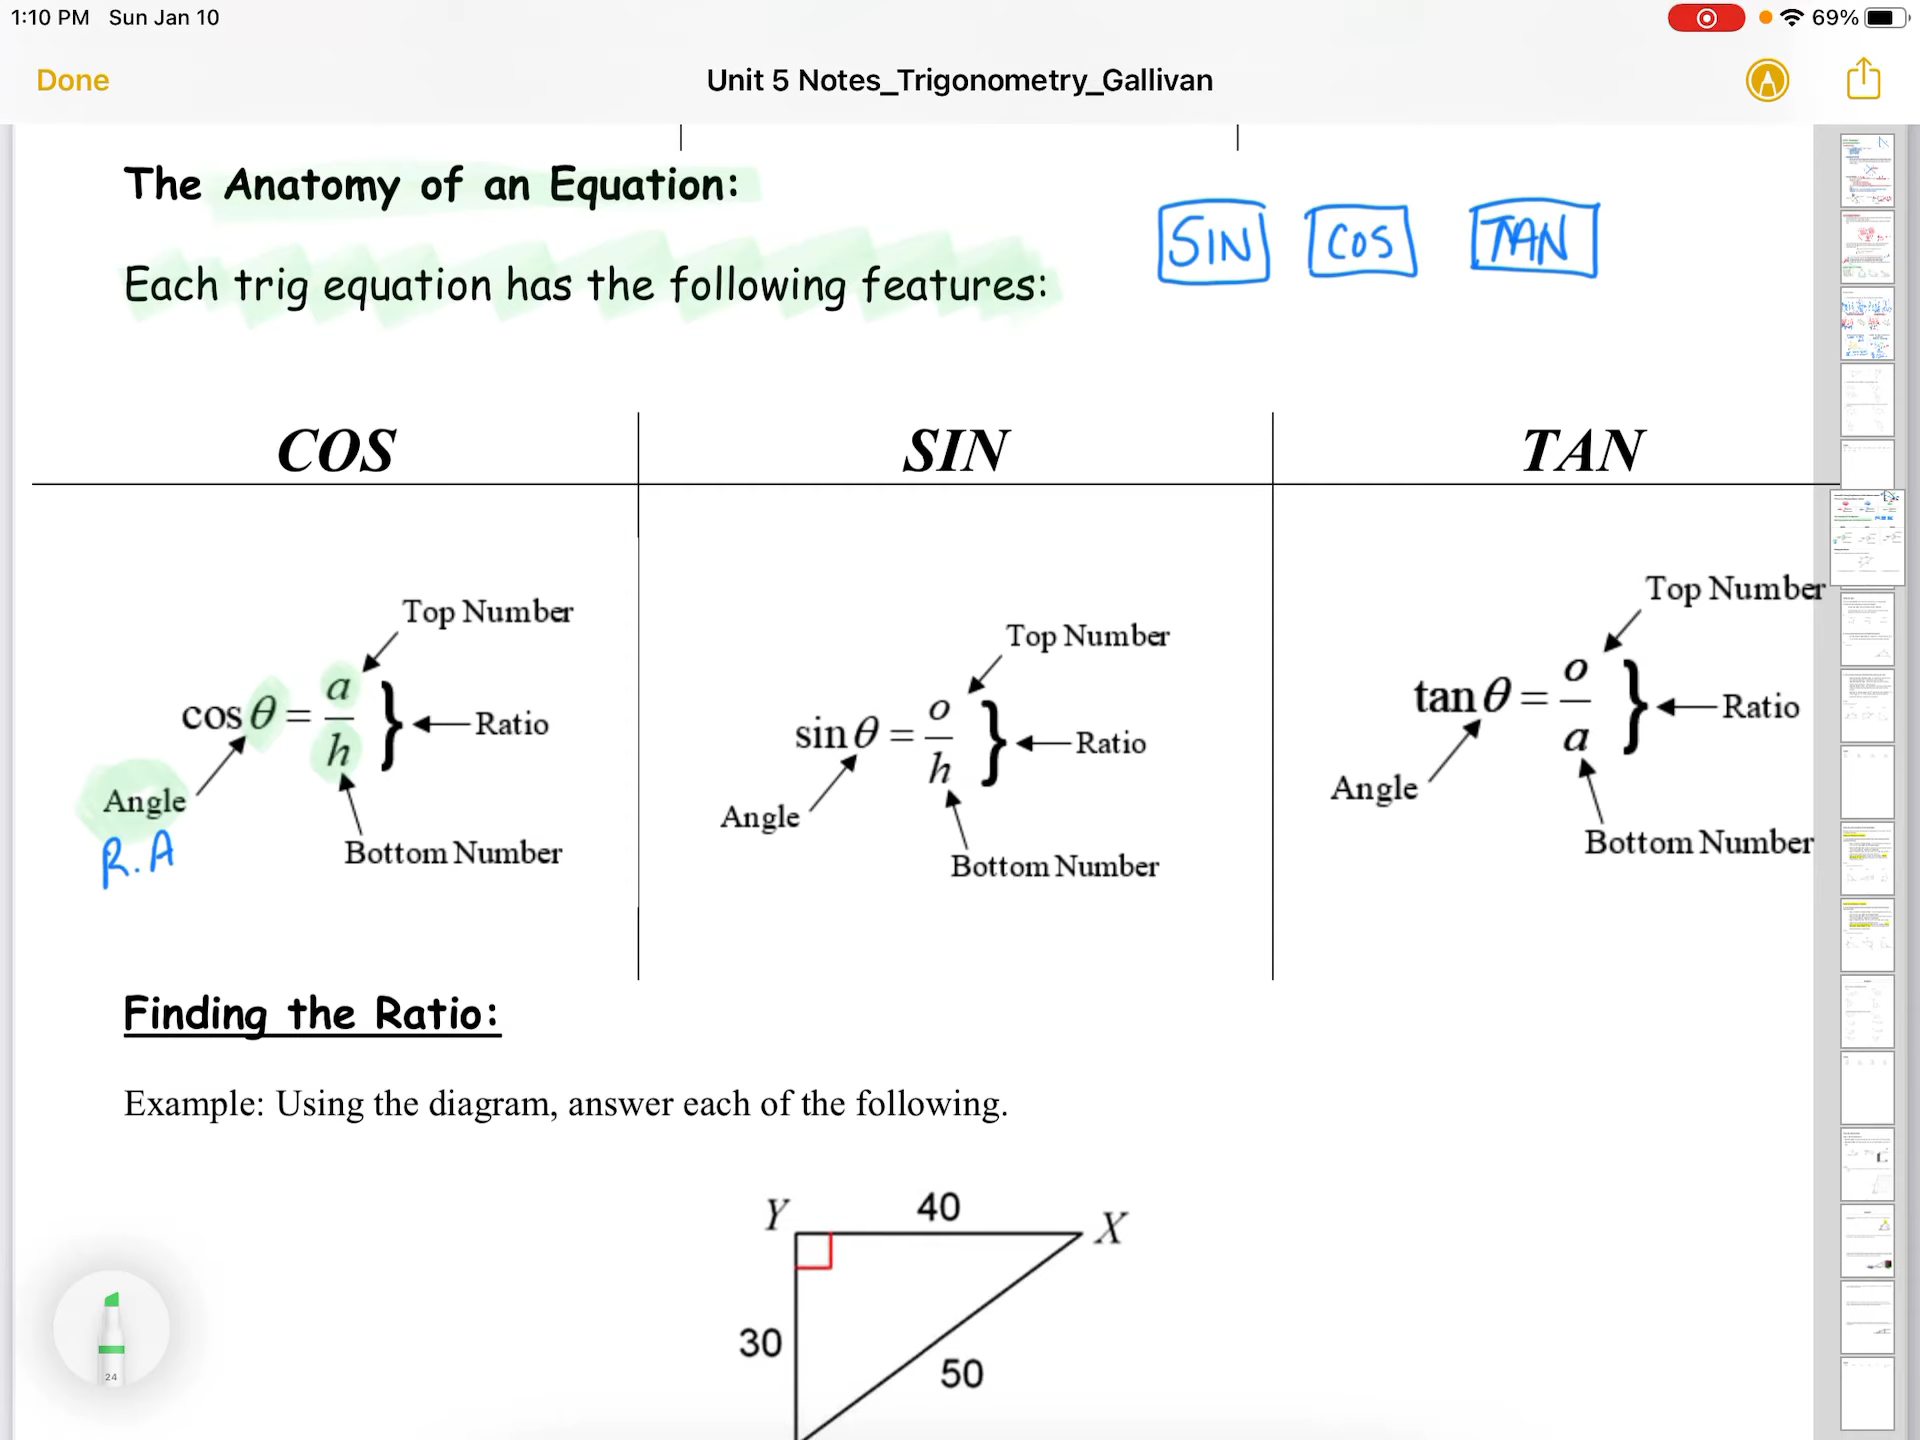 1:10 PM Sun Jan 10
69%
Done
Unit 5 Notes_Trigonometry_Gallivan
The Anatomy of an Equation:
SIN COS TAN
Each trig equation has the following features:
COS SIN TAN
Top Number
cos θ = a/h } Ratio
Angle
R.A
Bottom Number
Top Number
sin θ = o/h } Ratio
Angle
Bottom Number
Top Number
tan θ = o/a } Ratio
Angle
Bottom Number
Finding the Ratio:
Example: Using the diagram, answer each of the following.
Y 40 X
30
50
24